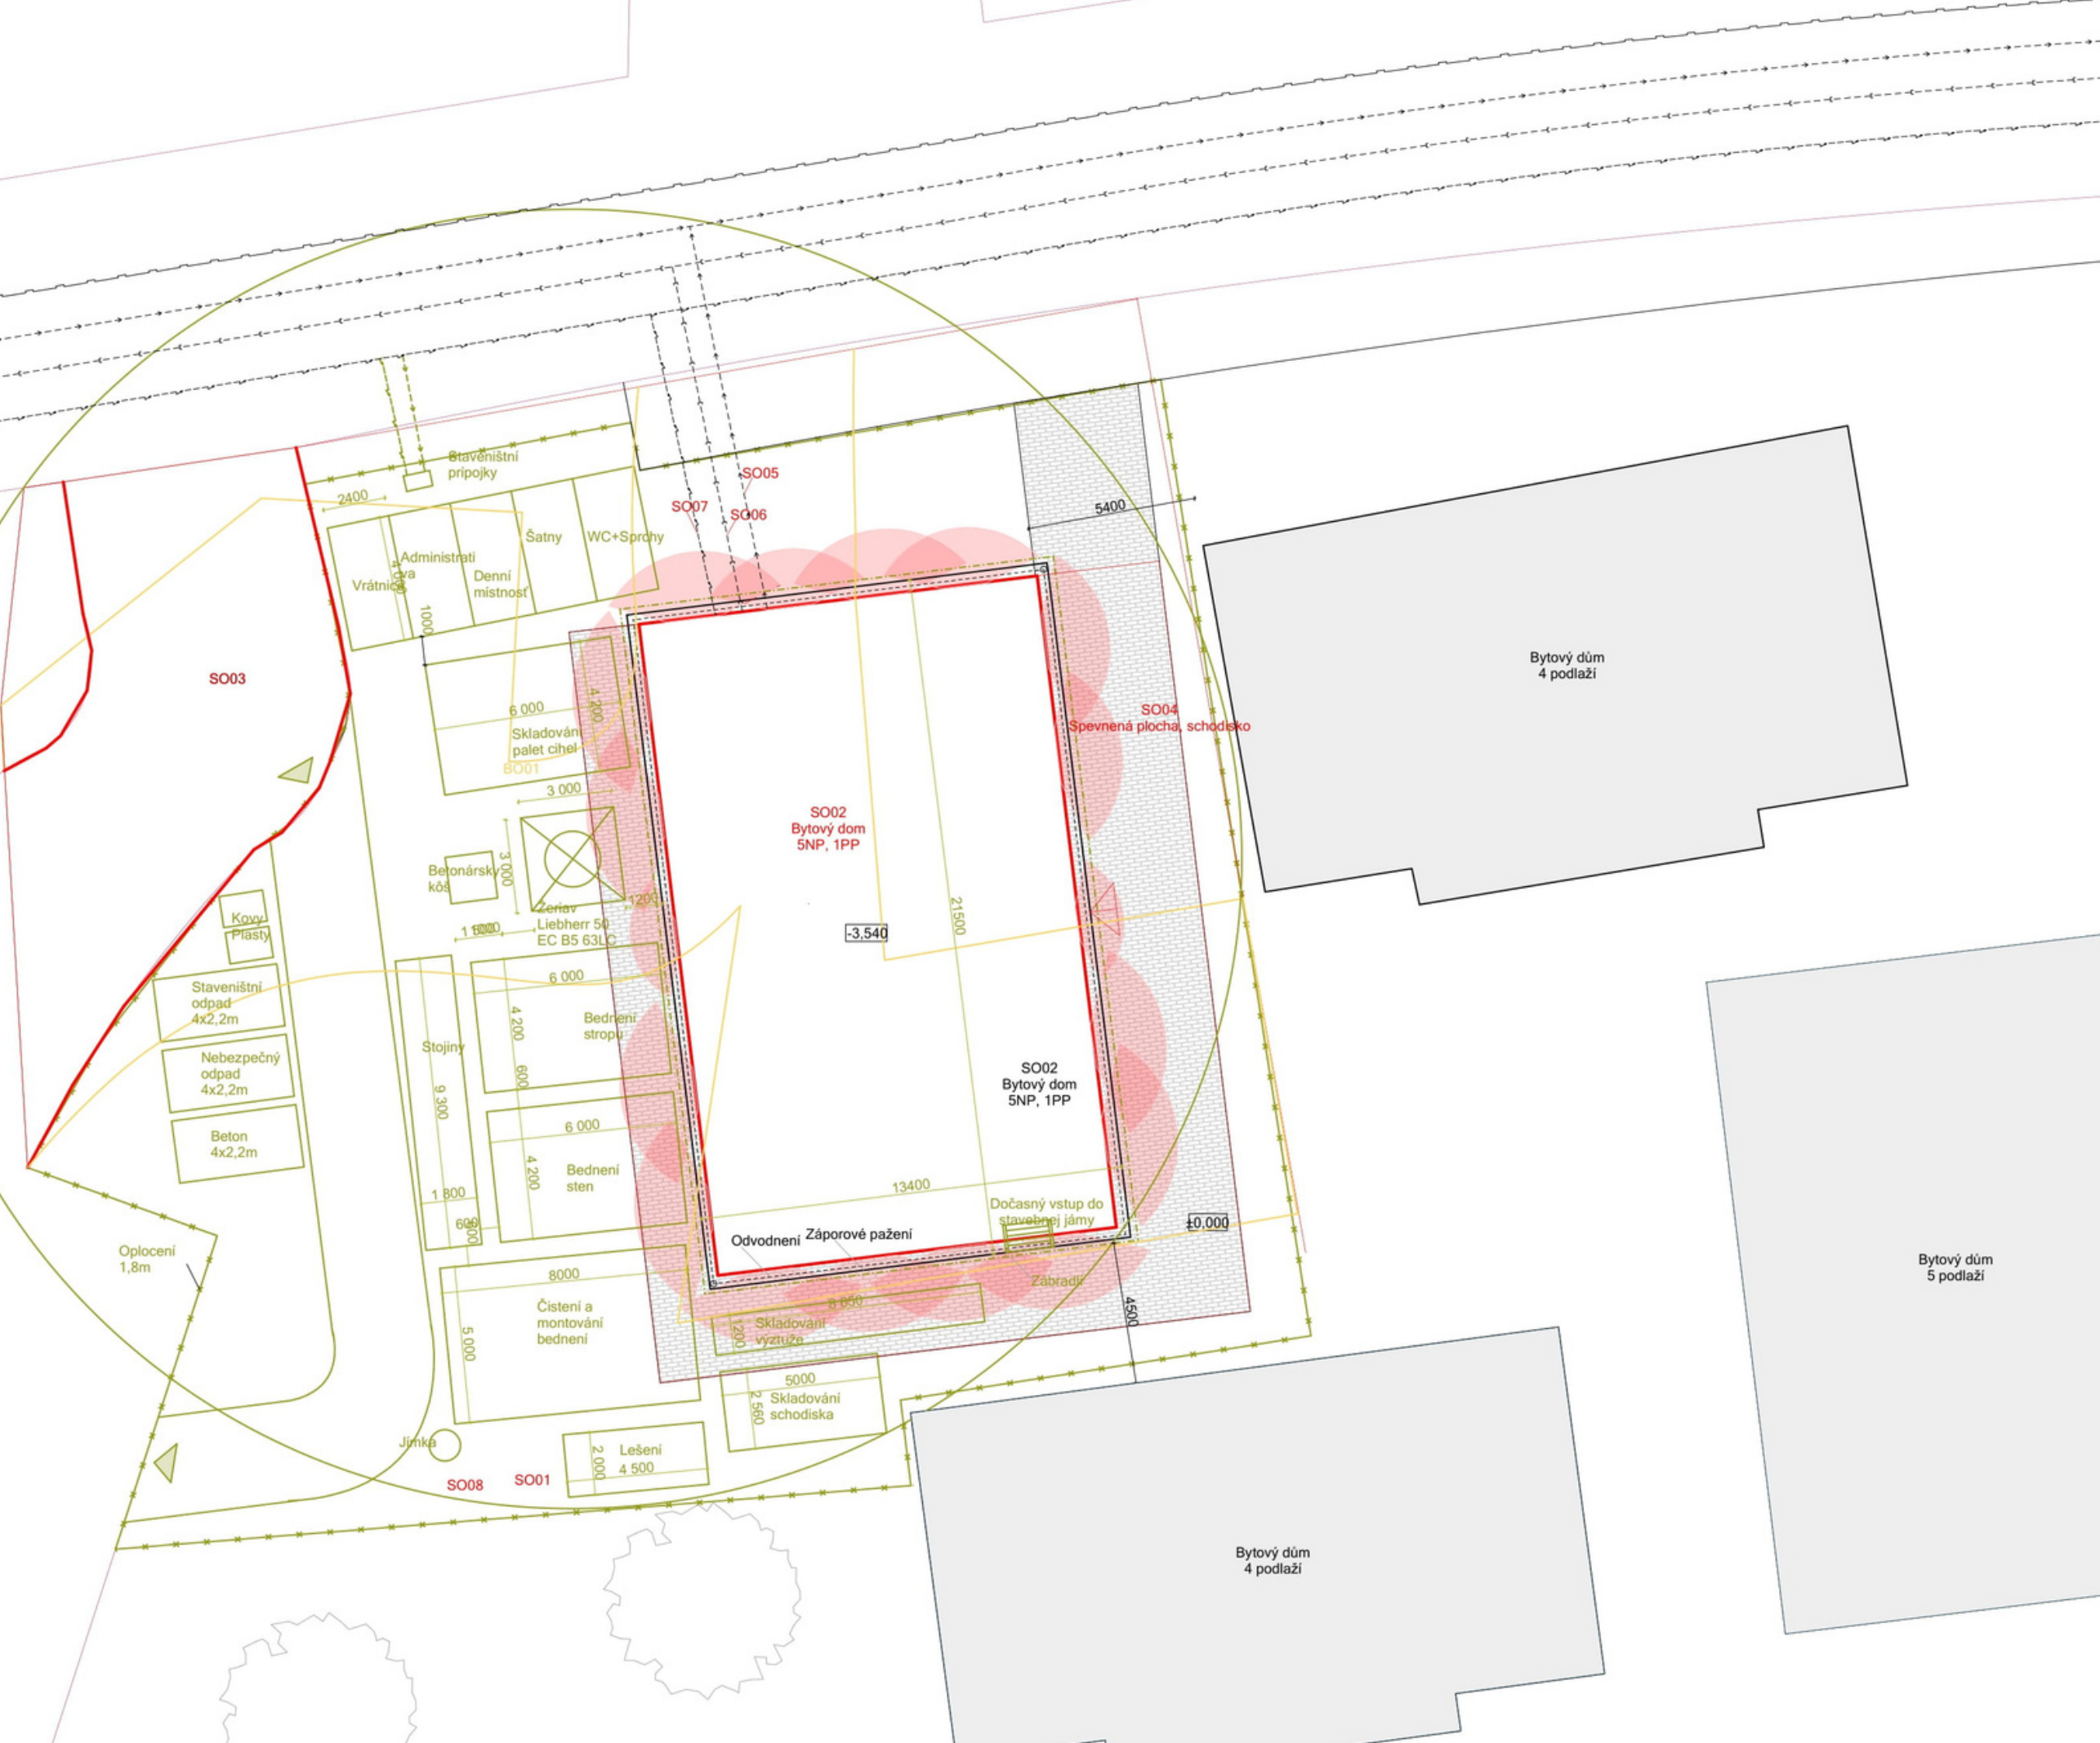 Staveništní
prípojky
2400
SO05
SO07
SO06
5400
Šatny
WC+Sprchy
Administrati
va
Vrátnice
Denní
místnosť
1000
SO03
6 000
4 200
Skladování
palet cihel
BO01
SO04
Spevnená plocha, schodisko
Bytový dům
4 podlaží
3 000
3 000
Betonársky
kôš
SO02
Bytový dom
5NP, 1PP
Žeriav
Liebherr 50
EC B5 63LC
1200
-3,540
21500
Kovy
Plasty
Staveništní
odpad
4x2,2m
Nebezpečný
odpad
4x2,2m
Beton
4x2,2m
6 000
4 200
600
Bednení
stropu
Stojiny
9 300
1 800
600
6 000
4 200
Bednení
sten
SO02
Bytový dom
5NP, 1PP
13400
Dočasný vstup do
stavebnej jámy
±0,000
Odvodnení
Záporové pažení
Zábradlí
Oplocení
1,8m
8000
5 000
Čistení a
montování
bednení
8 650
1200
Skladování
výztuže
4500
5000
2 560
Skladování
schodiska
Jímka
Lešení
4 500
2 000
SO08
SO01
Bytový dům
5 podlaží
Bytový dům
4 podlaží